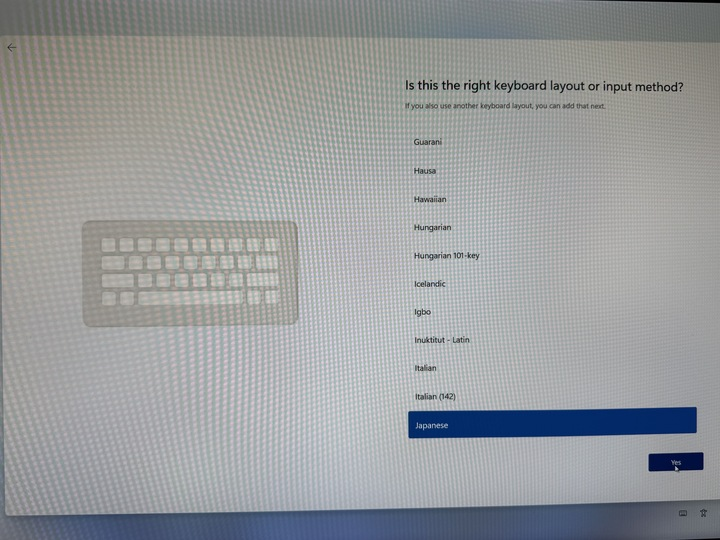 Is this the right keyboard layout or input method?
If you also use another keyboard layout, you can add that next.
Guarani
Hausa
Hawaiian
Hungarian
Hungarian 101-key
Icelandic
Igbo
Inuktitut - Latin
Italian
Italian (142)
Japanese
Yes